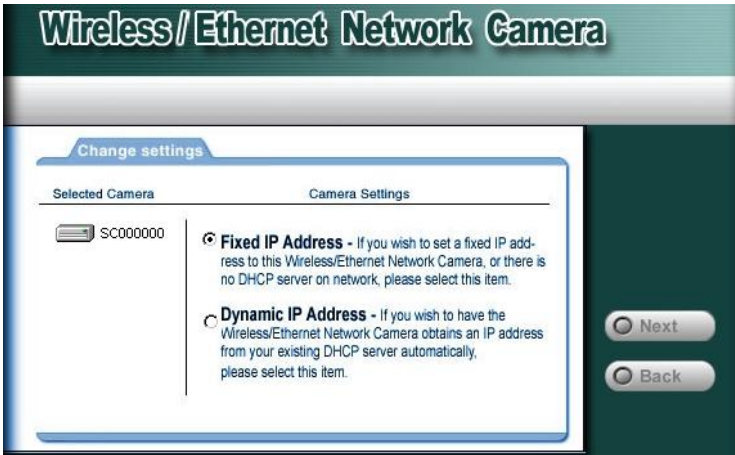 Wireless / Ethernet Network Camera
Change settings
Selected Camera
Camera Settings
SC000000
Fixed IP Address - If you wish to set a fixed IP add-
ress to this Wireless/Ethernet Network Camera, or there is
no DHCP server on network, please select this item.
Dynamic IP Address - If you wish to have the
Wireless/Ethernet Network Camera obtains an IP address
from your existing DHCP server automatically,
please select this item.
Next
Back